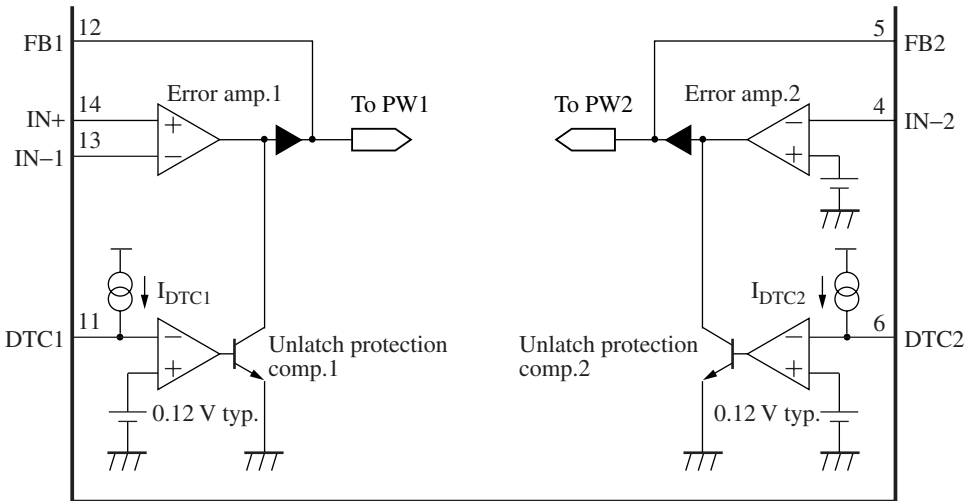 12
FB1
5
FB2
Error amp.1
To PW1
To PW2
Error amp.2
14
IN+
+
13
IN−1
−
−
4
IN−2
+
I_DTC1
I_DTC2
11
DTC1
−
+
Unlatch protection
comp.1
Unlatch protection
comp.2
−
6
DTC2
+
0.12 V typ.
0.12 V typ.